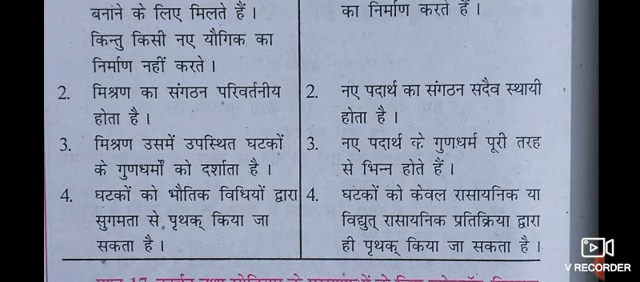 बनाने के लिए मिलते हैं ।
किन्तु किसी नए यौगिक का
निर्माण नहीं करते ।
2. मिश्रण का संगठन परिवर्तनीय
होता है ।
3. मिश्रण उसमें उपस्थित घटकों
के गुणधर्मों को दर्शाता है ।
4. घटकों को भौतिक विधियों द्वारा
सुगमता से पृथक् किया जा
सकता है ।
का निर्माण करते हैं ।
2. नए पदार्थ का संगठन सदैव स्थायी
होता है ।
3. नए पदार्थ के गुणधर्म पूरी तरह
से भिन्न होते हैं ।
4. घटकों को केवल रासायनिक या
विद्युत् रासायनिक प्रतिक्रिया द्वारा
ही पृथक् किया जा सकता है ।
V RECORDER